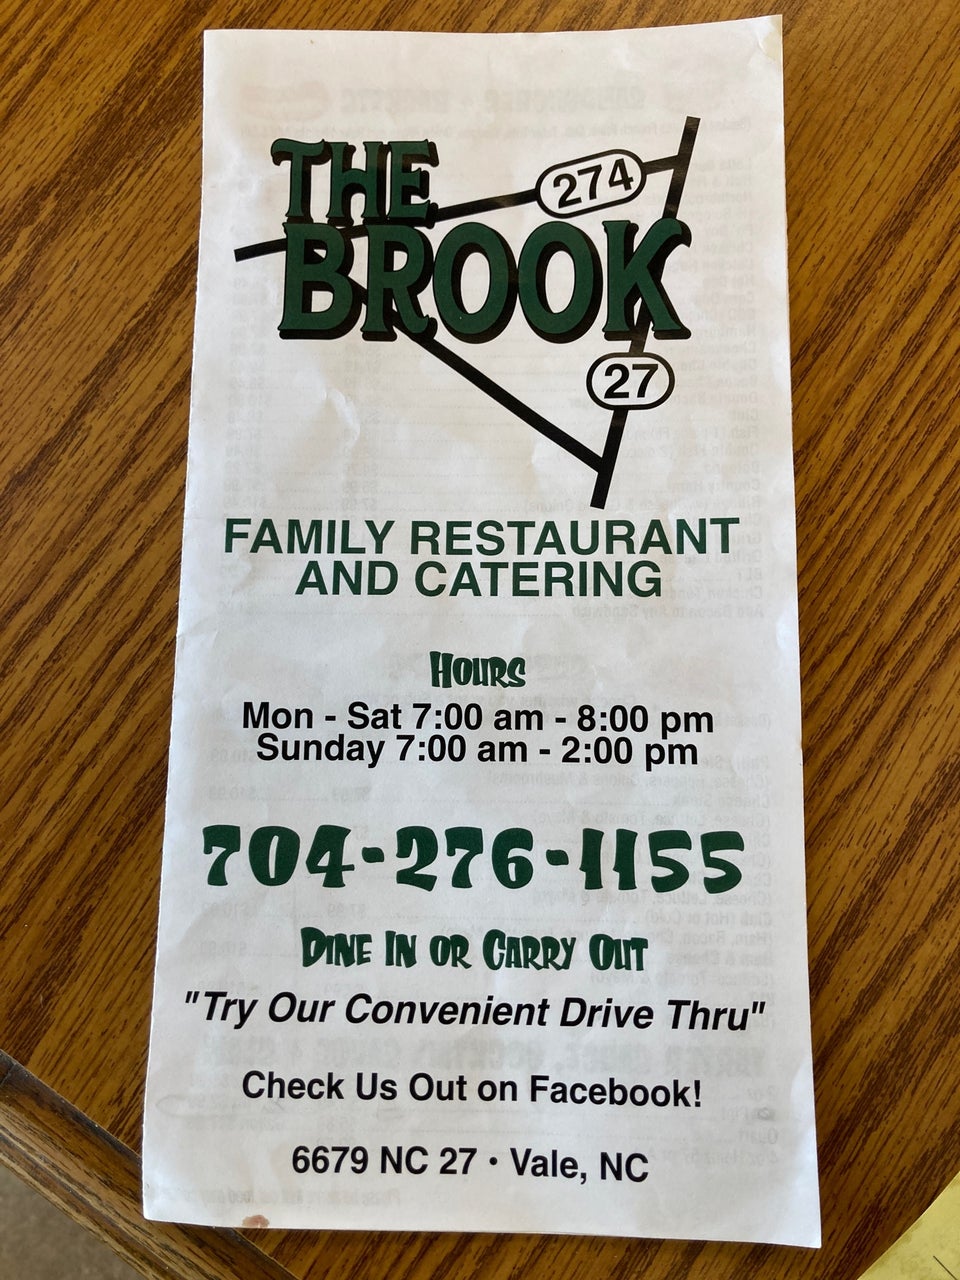 THE
274
BROOK
27
FAMILY RESTAURANT
AND CATERING
HOURS
Mon - Sat 7:00 am - 8:00 pm
Sunday 7:00 am - 2:00 pm
704-276-1155
DINE IN OR CARRY OUT
"Try Our Convenient Drive Thru"
Check Us Out on Facebook!
6679 NC 27 • Vale, NC